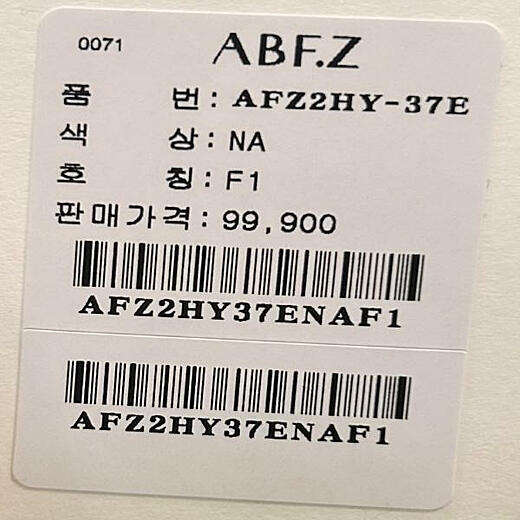 0071 ABF.Z
품 번: AFZ2HY-37E
색 상: NA
호 칭: F1
판매가격: 99,900
AFZ2HY37ENAF1
AFZ2HY37ENAF1